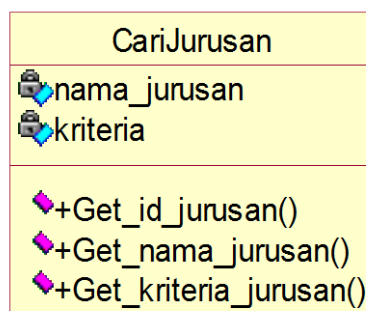 CariJurusan
nama_jurusan
kriteria
+Get_id_jurusan()
+Get_nama_jurusan()
+Get_kriteria_jurusan()